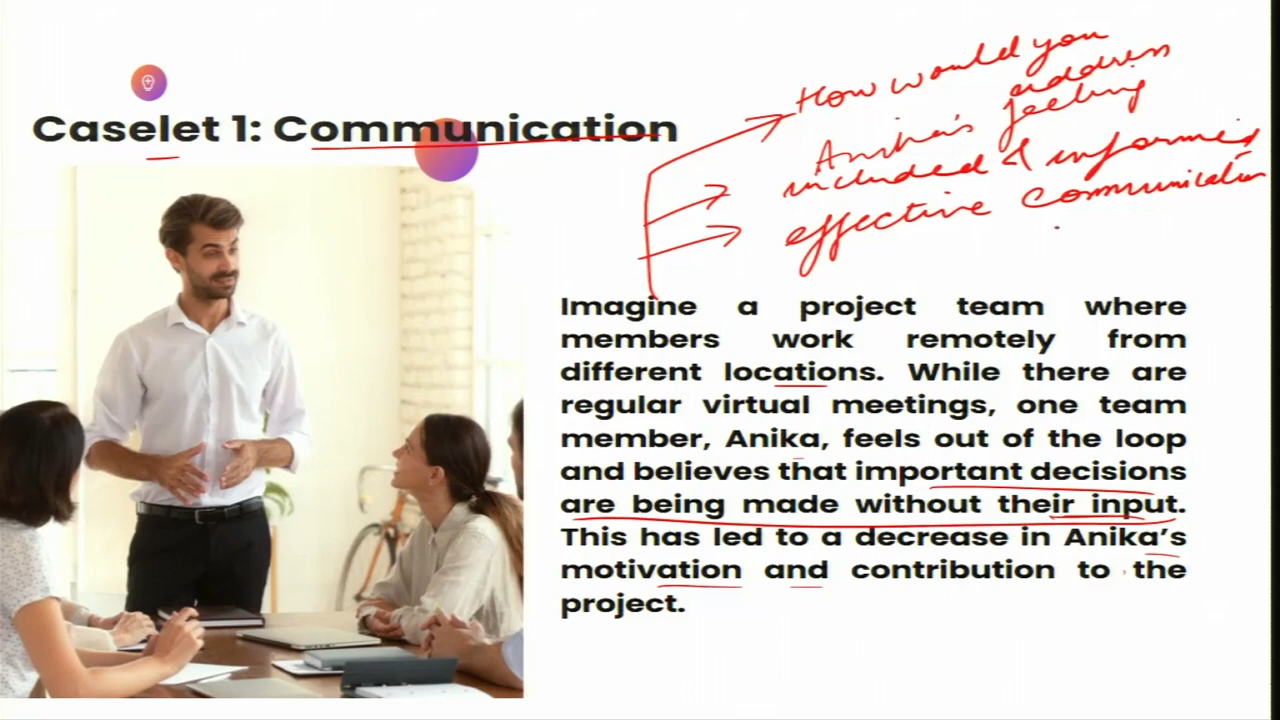 Caselet 1: Communication
How would you
address
Anika's feeling
included & informed
effective communication
Imagine a project team where
members work remotely from
different locations. While there are
regular virtual meetings, one team
member, Anika, feels out of the loop
and believes that important decisions
are being made without their input.
This has led to a decrease in Anika's
motivation and contribution to the
project.